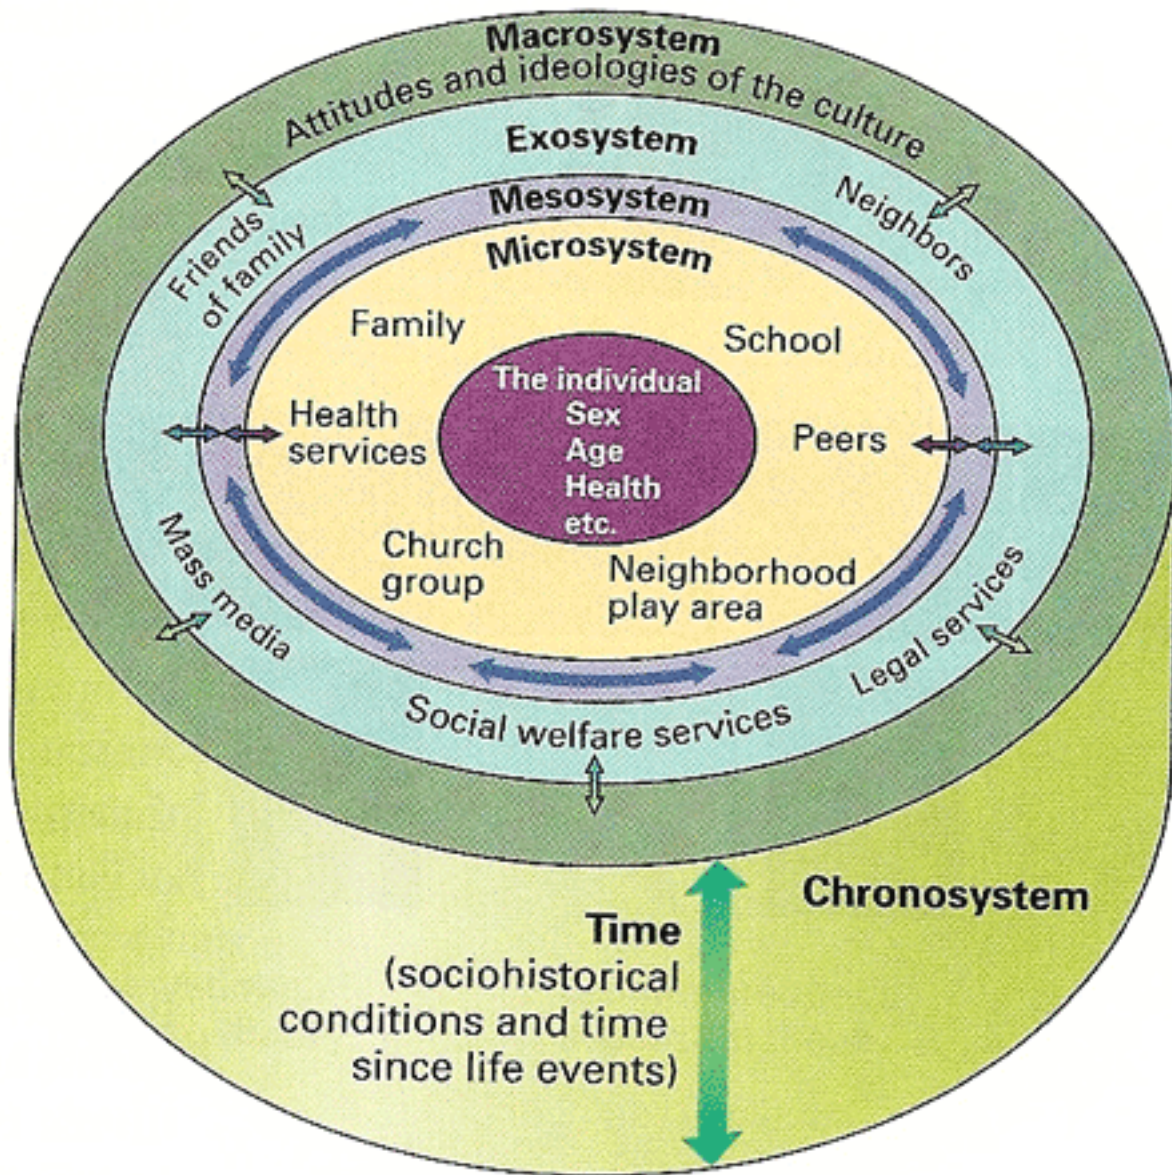 Macrosystem
Attitudes and ideologies of the culture
Exosystem
Mesosystem
Microsystem
Friends
of family
Neighbors
Family
School
The individual
Sex
Age
Health
etc.
Health
services
Peers
Church
group
Neighborhood
play area
Mass media
Social welfare services
Legal services
Chronosystem
Time
(sociohistorical
conditions and time
since life events)